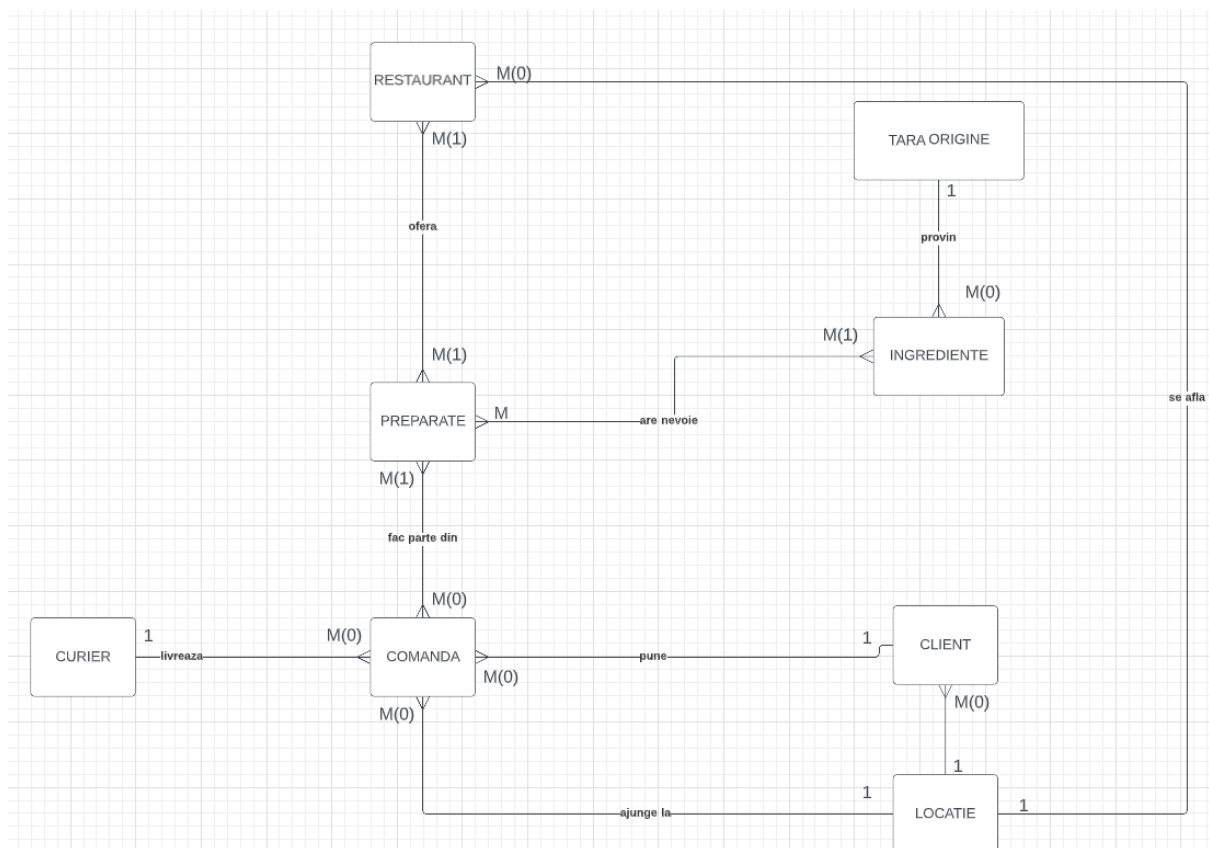 RESTAURANT
M(0)
M(1)
TARA ORIGINE
1
ofera
provin
M(0)
M(1)
M(1)
INGREDIENTE
se afla
PREPARATE
M
are nevoie
M(1)
fac parte din
M(0)
CURIER
1
livreaza
M(0)
COMANDA
M(0)
pune
1
CLIENT
M(0)
M(0)
1
1
ajunge la
LOCATIE
1